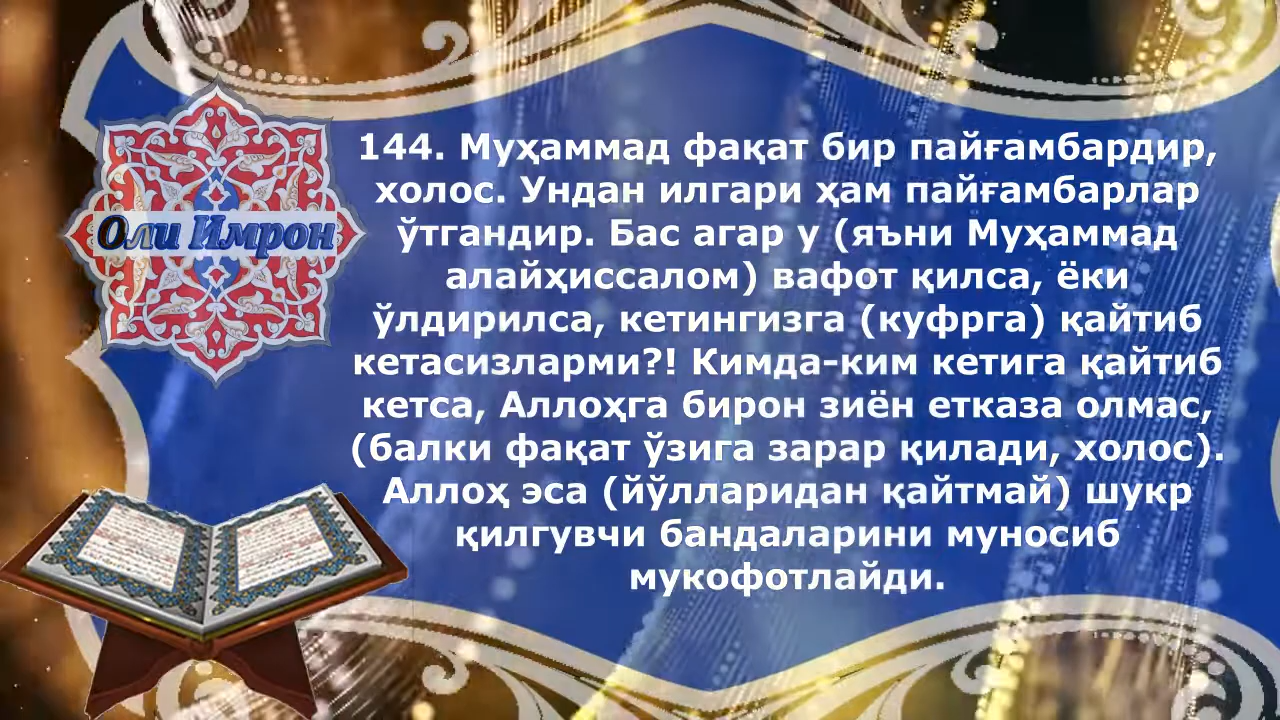 Оли Имрон
144. Муҳаммад фақат бир пайғамбардир,
холос. Ундан илгари ҳам пайғамбарлар
ўтгандир. Бас агар у (яъни Муҳаммад
алайҳиссалом) вафот қилса, ёки
ўлдирилса, кетингизга (куфрга) қайтиб
кетасизларми?! Кимда-ким кетига қайтиб
кетса, Аллоҳга бирон зиён етказа олмас,
(балки фақат ўзига зарар қилади, холос).
Аллоҳ эса (йўлларидан қайтмай) шукр
қилгувчи бандаларини муносиб
мукофотлайди.